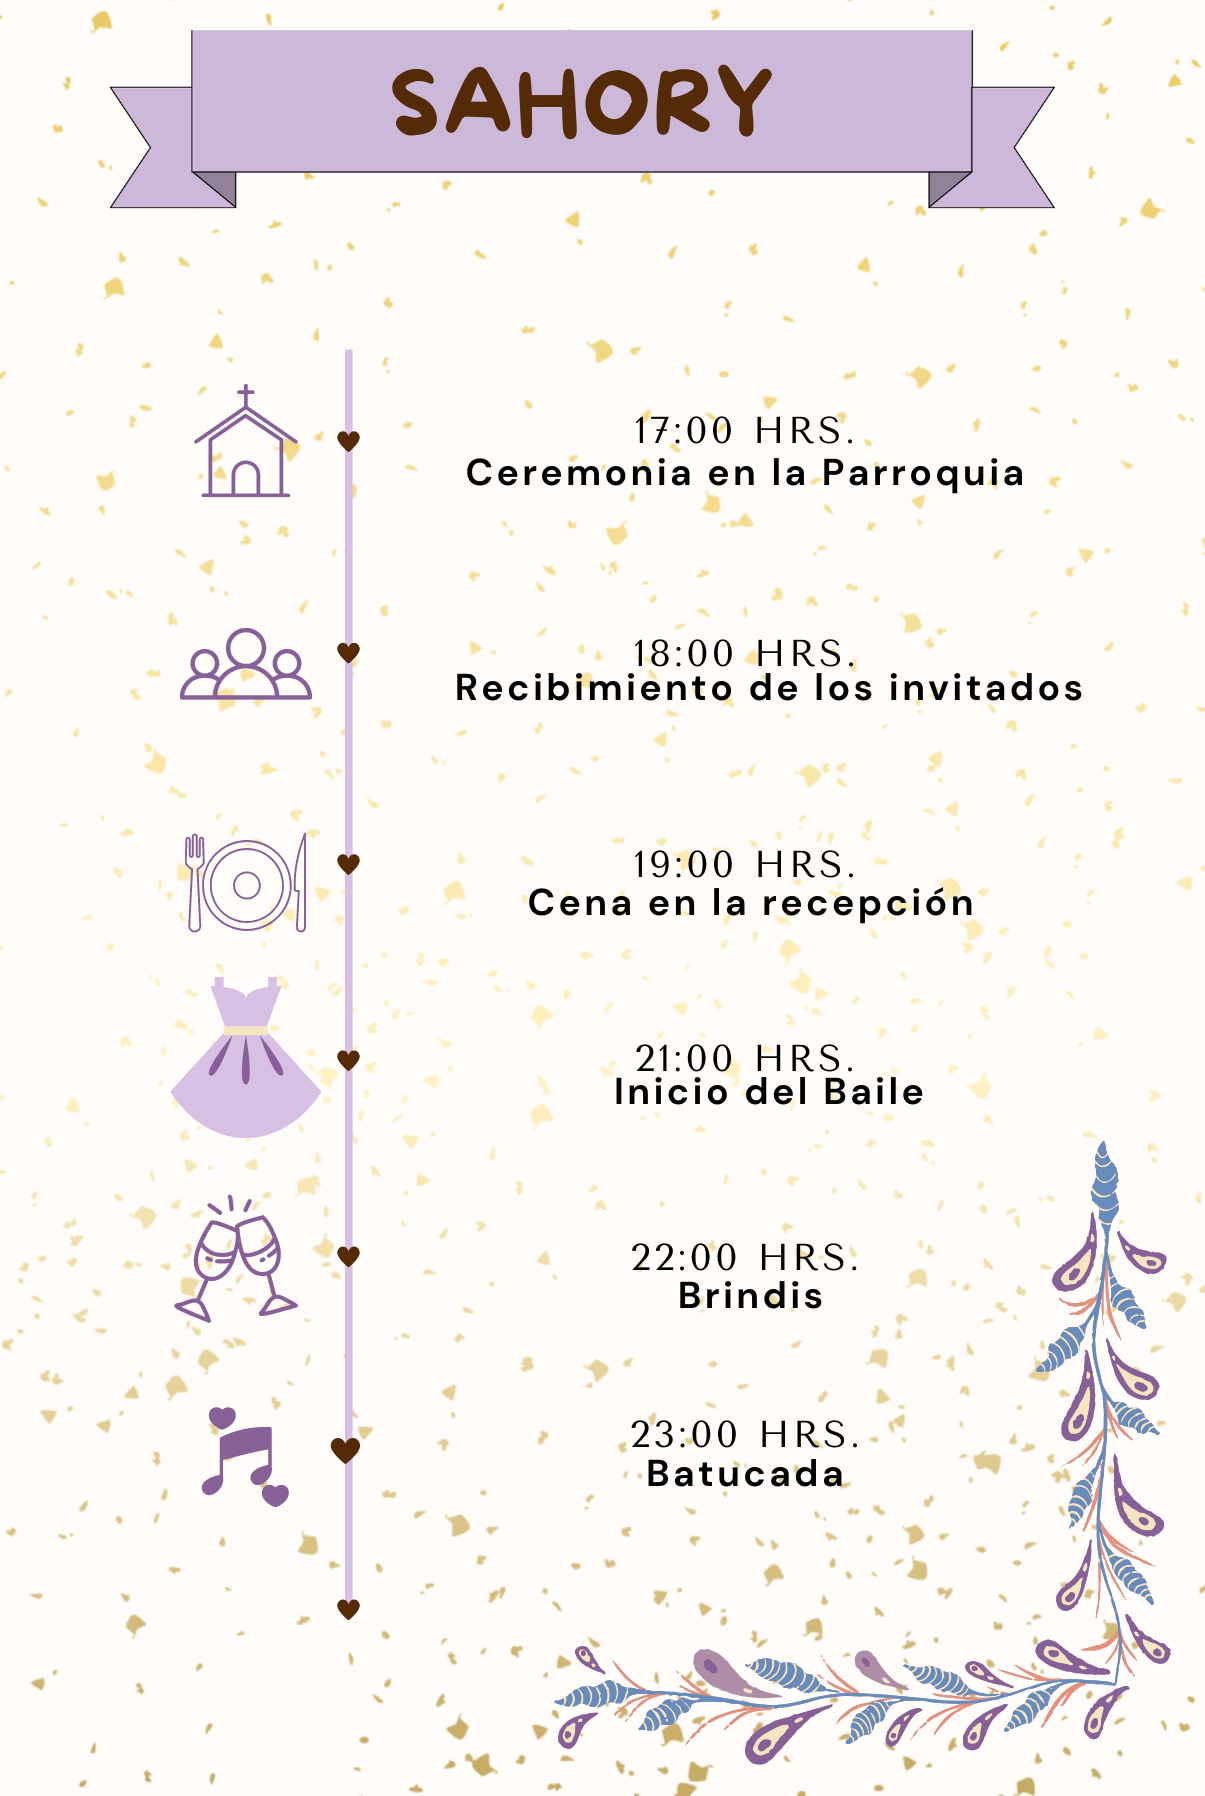 SAHORY
17:00 HRS.
Ceremonia en la Parroquia
18:00 HRS.
Recibimiento de los invitados
19:00 HRS.
Cena en la recepción
21:00 HRS.
Inicio del Baile
22:00 HRS.
Brindis
23:00 HRS.
Batucada